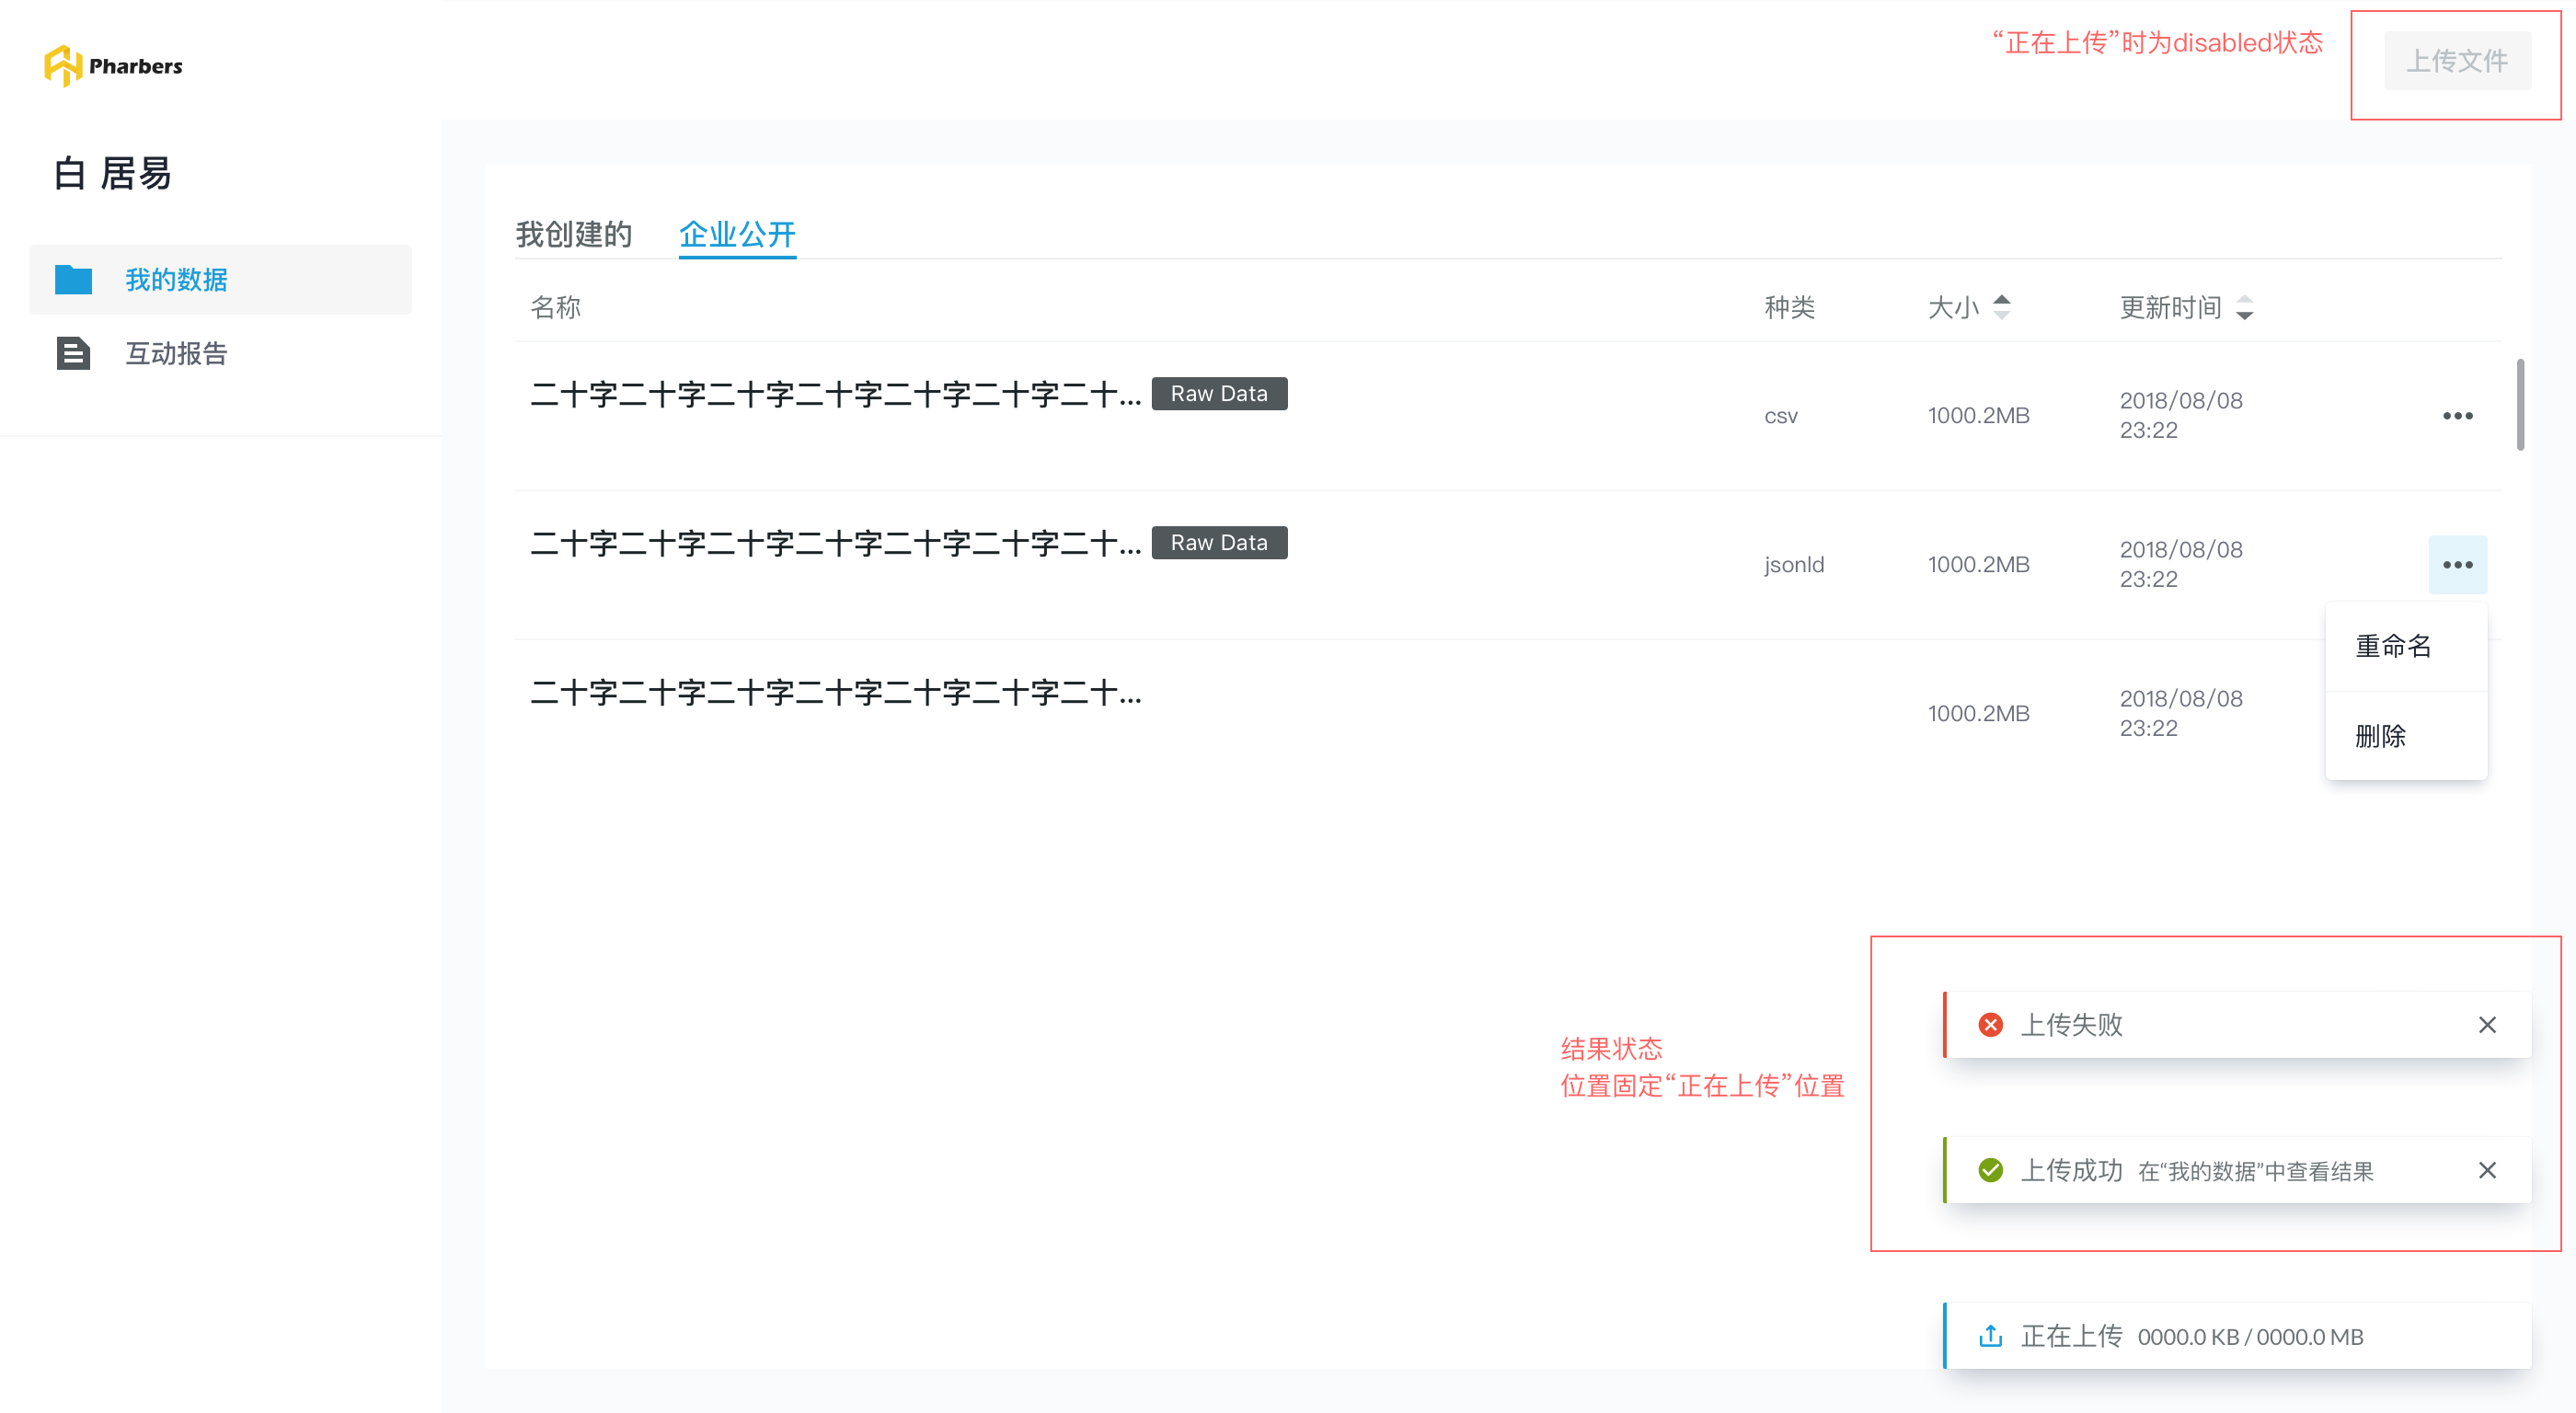 Pharbers
“正在上传”时为disabled状态
上传文件
白 居易
我的数据
互动报告
我创建的 企业公开
名称 种类 大小 更新时间
二十字二十字二十字二十字二十字二十字二十... Raw Data csv 1000.2MB 2018/08/08
23:22
二十字二十字二十字二十字二十字二十字二十... Raw Data jsonld 1000.2MB 2018/08/08
23:22
重命名
二十字二十字二十字二十字二十字二十字二十... 1000.2MB 2018/08/08
23:22
删除
上传失败
结果状态
位置固定“正在上传”位置
上传成功 在“我的数据”中查看结果
正在上传 0000.0 KB / 0000.0 MB